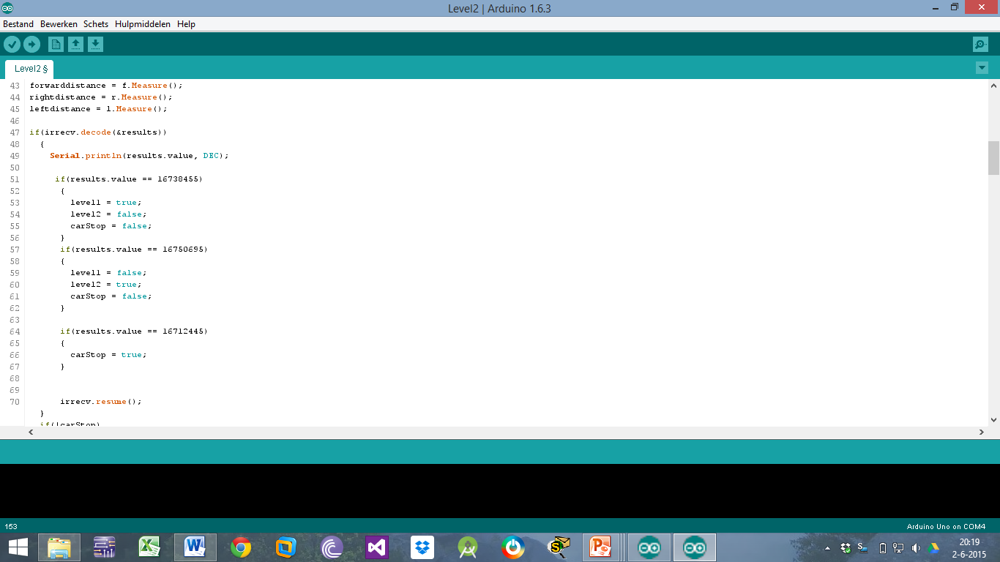 Level2 | Arduino 1.6.3
Bestand Bewerken Schets Hulpmiddelen Help
Level2 §
43 forwarddistance = f.Measure();
44 rightdistance = r.Measure();
45 leftdistance = l.Measure();
46
47 if(irrecv.decode(&results))
48 {
49 Serial.println(results.value, DEC);
50
51 if(results.value == 16738455)
52 {
53 level1 = true;
54 level2 = false;
55 carStop = false;
56 }
57 if(results.value == 16750695)
58 {
59 level1 = false;
60 level2 = true;
61 carStop = false;
62 }
63
64 if(results.value == 16712445)
65 {
66 carStop = true;
67 }
68
69
70 irrecv.resume();
}
if(!carStop)
153
Arduino Uno on COM4
20:19
2-6-2015